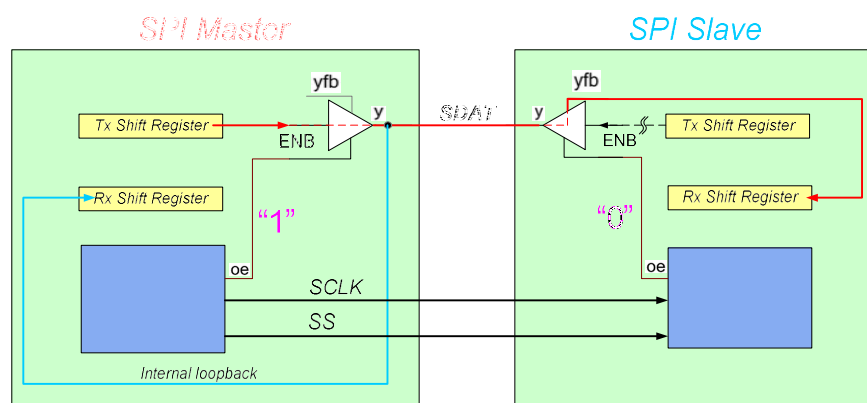 SPI Master
SPI Slave
yfb
yfb
y
SDAT
y
Tx Shift Register
ENB
ENB
Tx Shift Register
Rx Shift Register
Rx Shift Register
“1”
“0”
oe
oe
SCLK
SS
Internal loopback